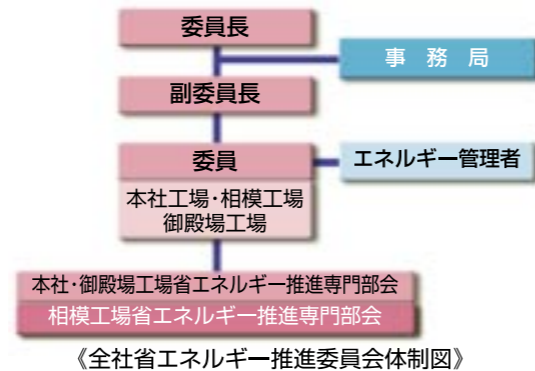 委員長
事務局
副委員長
委員
エネルギー管理者
本社工場・相模工場
御殿場工場
本社・御殿場工場省エネルギー推進専門部会
相模工場省エネルギー推進専門部会
《全社省エネルギー推進委員会体制図》